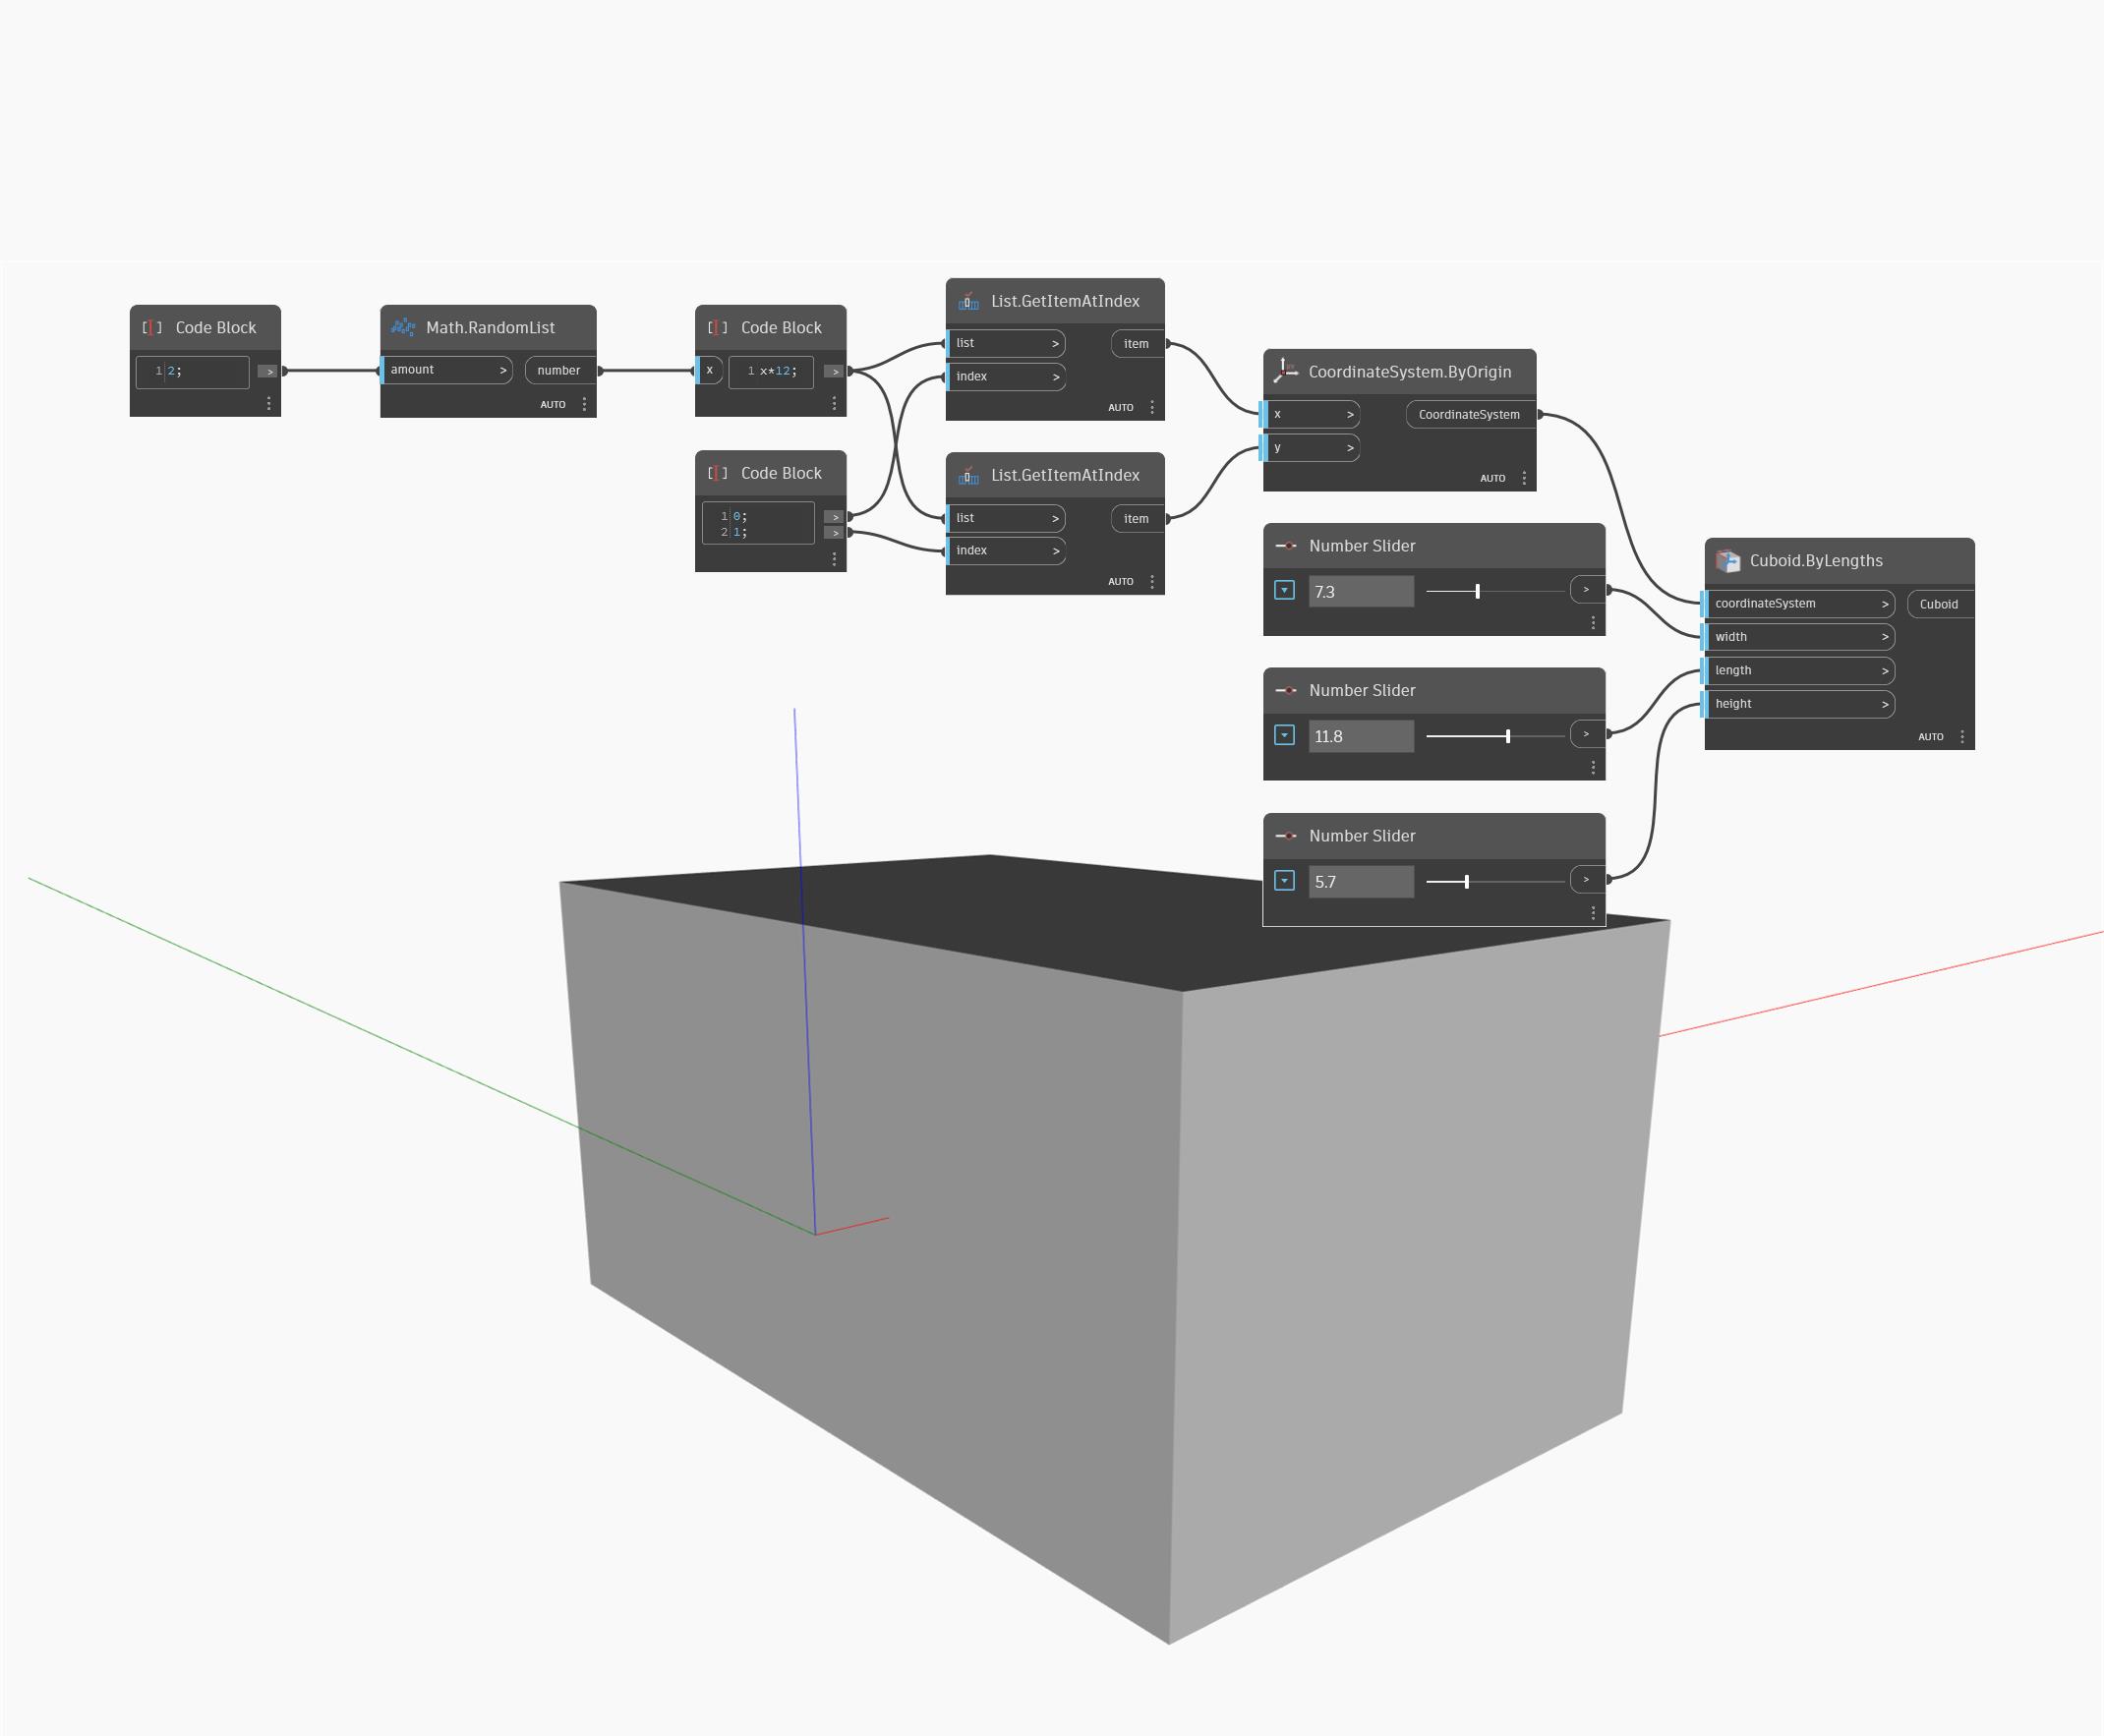 Code Block
1 2;
>
Math.RandomList
amount >
number
AUTO
Code Block
x
1 x*12;
>
Code Block
1 0;
2 1;
>
>
List.GetItemAtIndex
list >
item
index >
AUTO
List.GetItemAtIndex
list >
item
index >
AUTO
CoordinateSystem.ByOrigin
x >
CoordinateSystem
y >
AUTO
Number Slider
7.3
>
Number Slider
11.8
>
Number Slider
5.7
>
Cuboid.ByLengths
coordinateSystem >
Cuboid
width >
length >
height >
AUTO